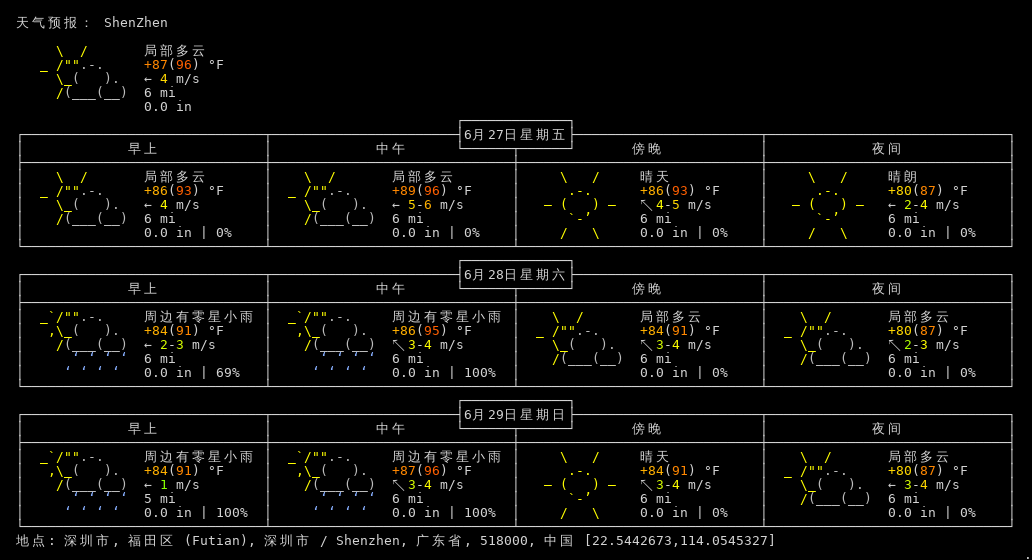 天气预报： ShenZhen
局部多云
+87(96) °F
← 4 m/s
6 mi
0.0 in
6月27日星期五
早上 中午 傍晚 夜间
局部多云 局部多云 晴天 晴朗
+86(93) °F +89(96) °F +86(93) °F +80(87) °F
← 4 m/s ← 5-6 m/s ↖ 4-5 m/s ← 2-4 m/s
6 mi 6 mi 6 mi 6 mi
0.0 in | 0% 0.0 in | 0% 0.0 in | 0% 0.0 in | 0%
6月28日星期六
早上 中午 傍晚 夜间
周边有零星小雨 周边有零星小雨 局部多云 局部多云
+84(91) °F +86(95) °F +84(91) °F +80(87) °F
← 2-3 m/s ↖ 3-4 m/s ↖ 3-4 m/s ↖ 2-3 m/s
6 mi 6 mi 6 mi 6 mi
0.0 in | 69% 0.0 in | 100% 0.0 in | 0% 0.0 in | 0%
6月29日星期日
早上 中午 傍晚 夜间
周边有零星小雨 周边有零星小雨 晴天 局部多云
+84(91) °F +87(96) °F +84(91) °F +80(87) °F
← 1 m/s ↖ 3-4 m/s ↖ 3-4 m/s ← 3-4 m/s
5 mi 6 mi 6 mi 6 mi
0.0 in | 100% 0.0 in | 100% 0.0 in | 0% 0.0 in | 0%
地点: 深圳市, 福田区 (Futian), 深圳市 / Shenzhen, 广东省, 518000, 中国 [22.5442673,114.0545327]